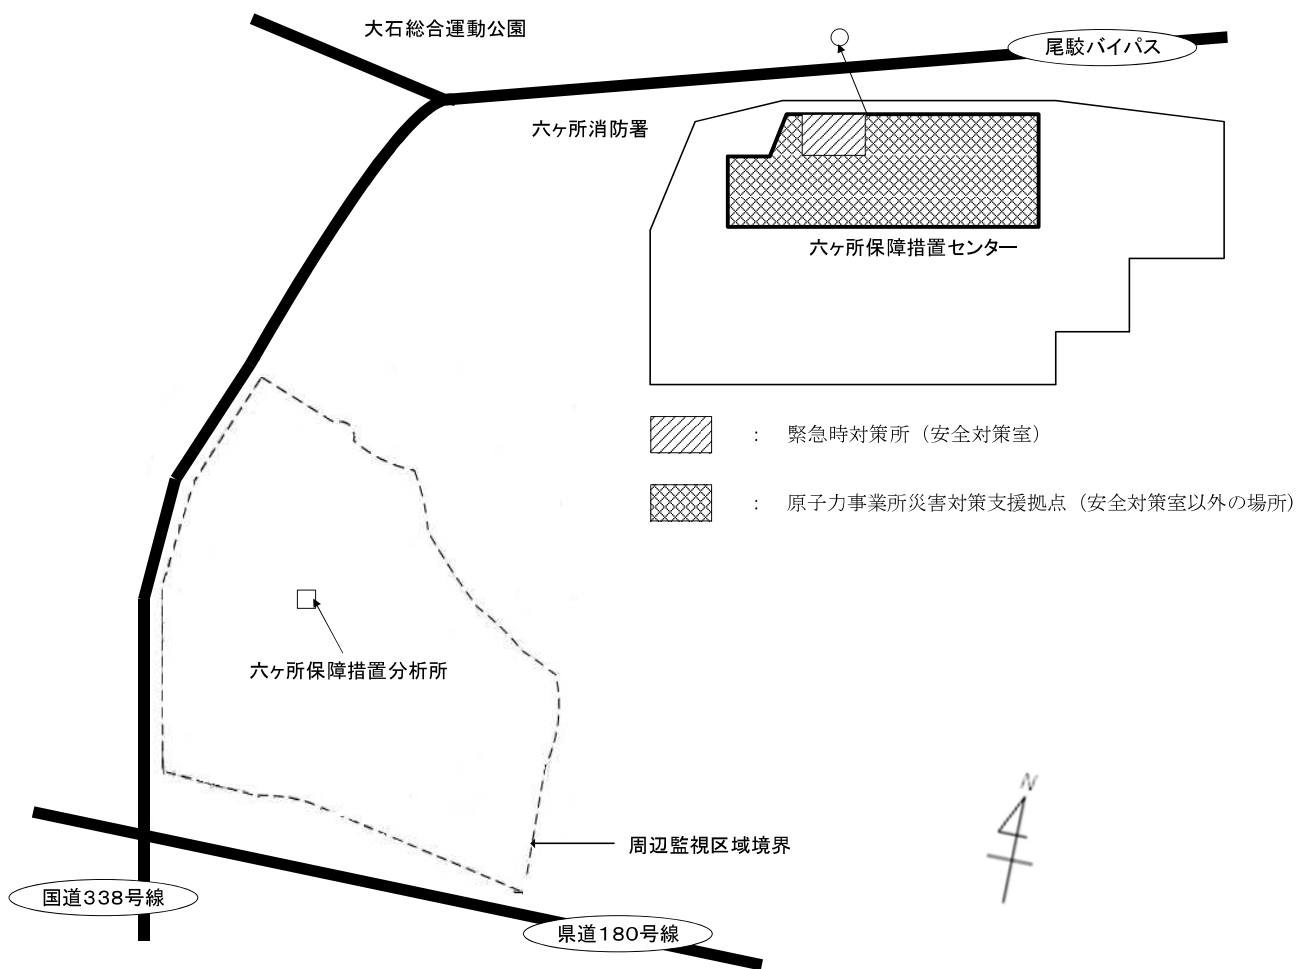 大石総合運動公園
尾駮バイパス
六ヶ所消防署
六ヶ所保障措置センター
： 緊急時対策所（安全対策室）
： 原子力事業所災害対策支援拠点（安全対策室以外の場所）
六ヶ所保障措置分析所
N
周辺監視区域境界
国道338号線
県道180号線